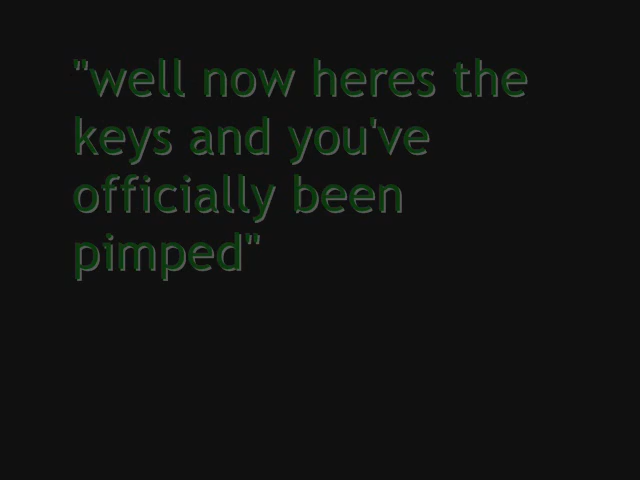 "well now heres the
keys and you've
officially been
pimped"